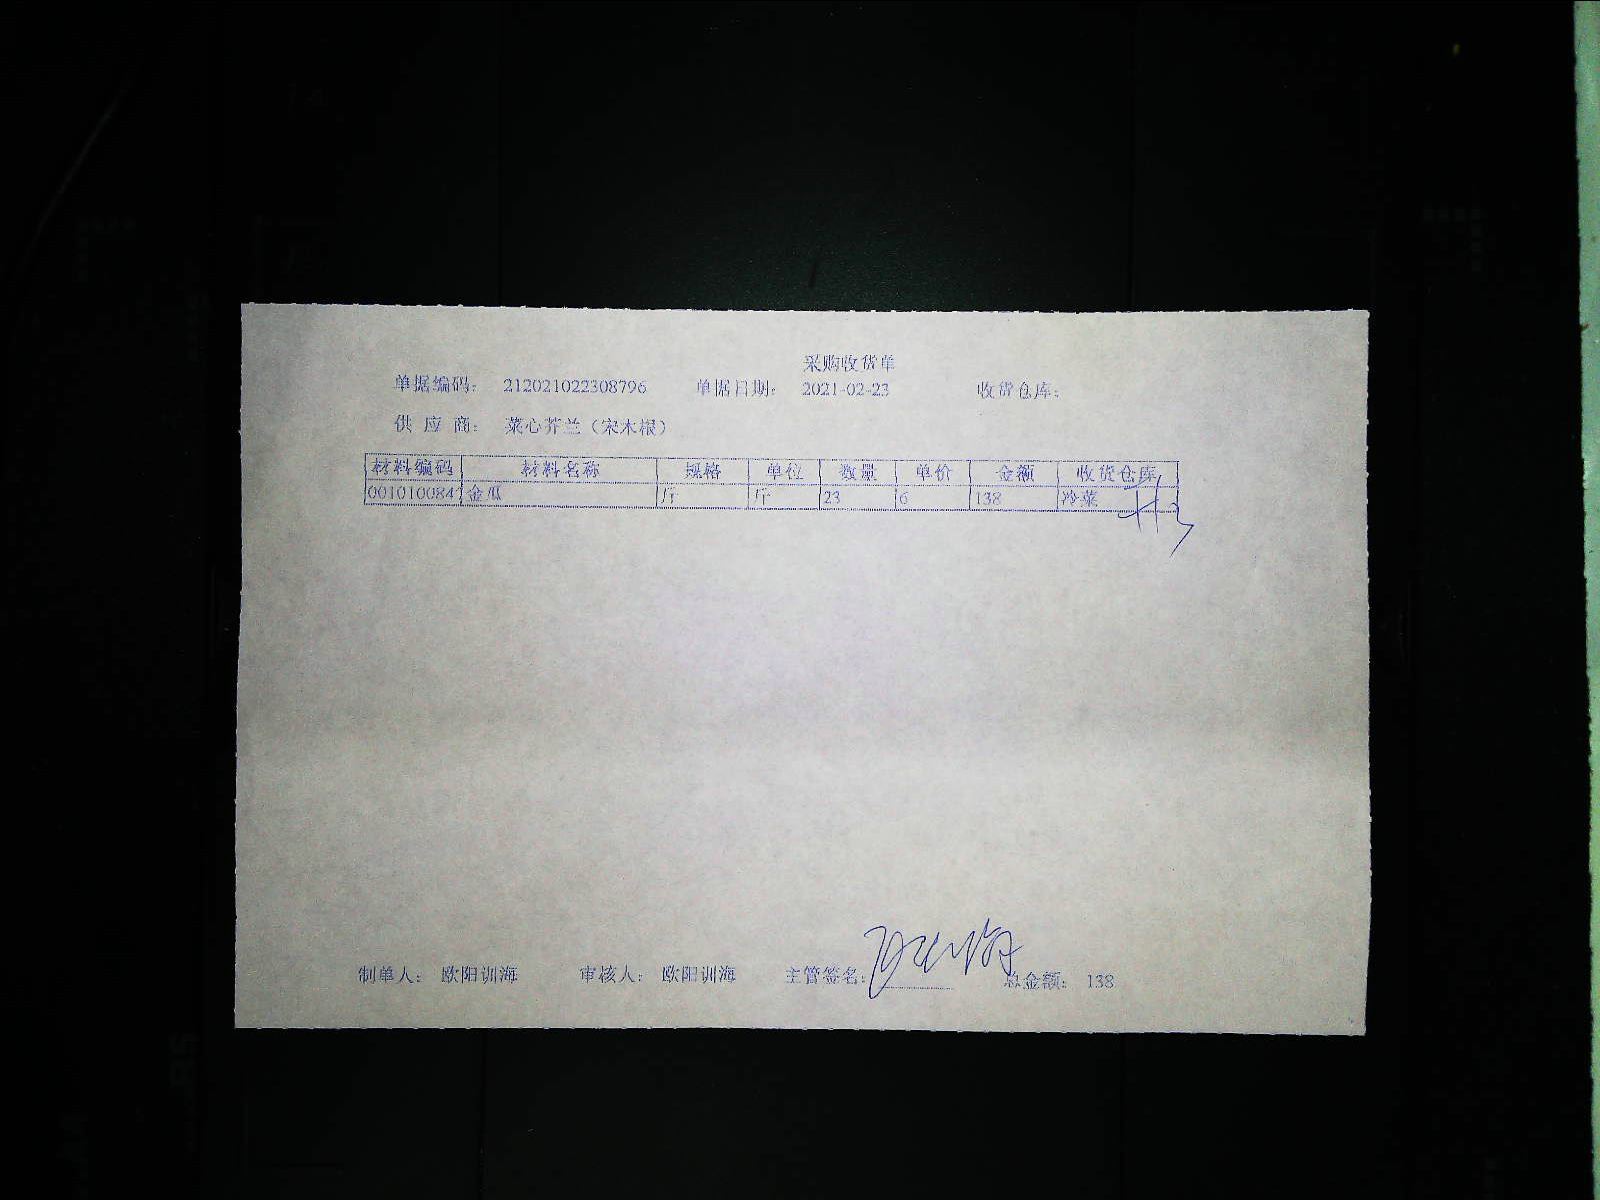 采购收货单
单据编码： 212021022308796 单据日期： 2021-02-23 收货仓库：
供应商： 菜心芥兰（宋木根）
材料编码 材料名称 规格 单位 数量 单价 金额 收货仓库
0010100847 金瓜 斤 斤 23 6 138 冷菜
制单人： 欧阳训海 审核人： 欧阳训海 主管签名： 总金额： 138